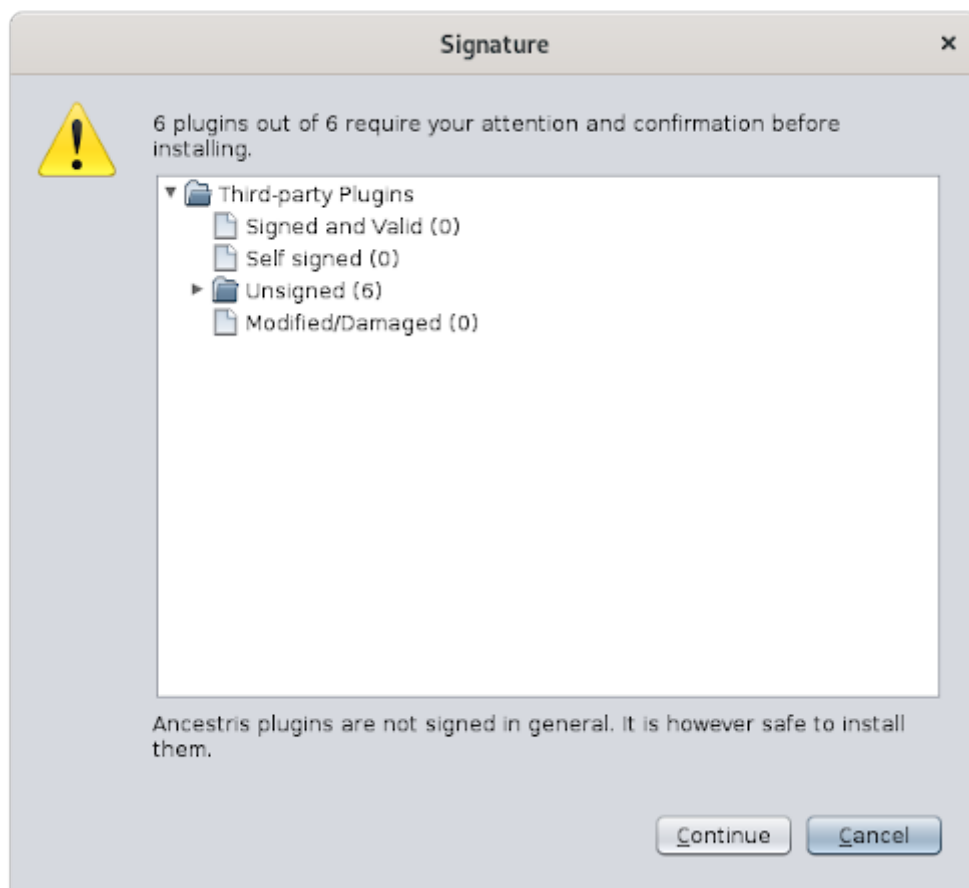 Signature
6 plugins out of 6 require your attention and confirmation before
installing.
Third-party Plugins
Signed and Valid (0)
Self signed (0)
Unsigned (6)
Modified/Damaged (0)
Ancestris plugins are not signed in general. It is however safe to install
them.
Continue
Cancel